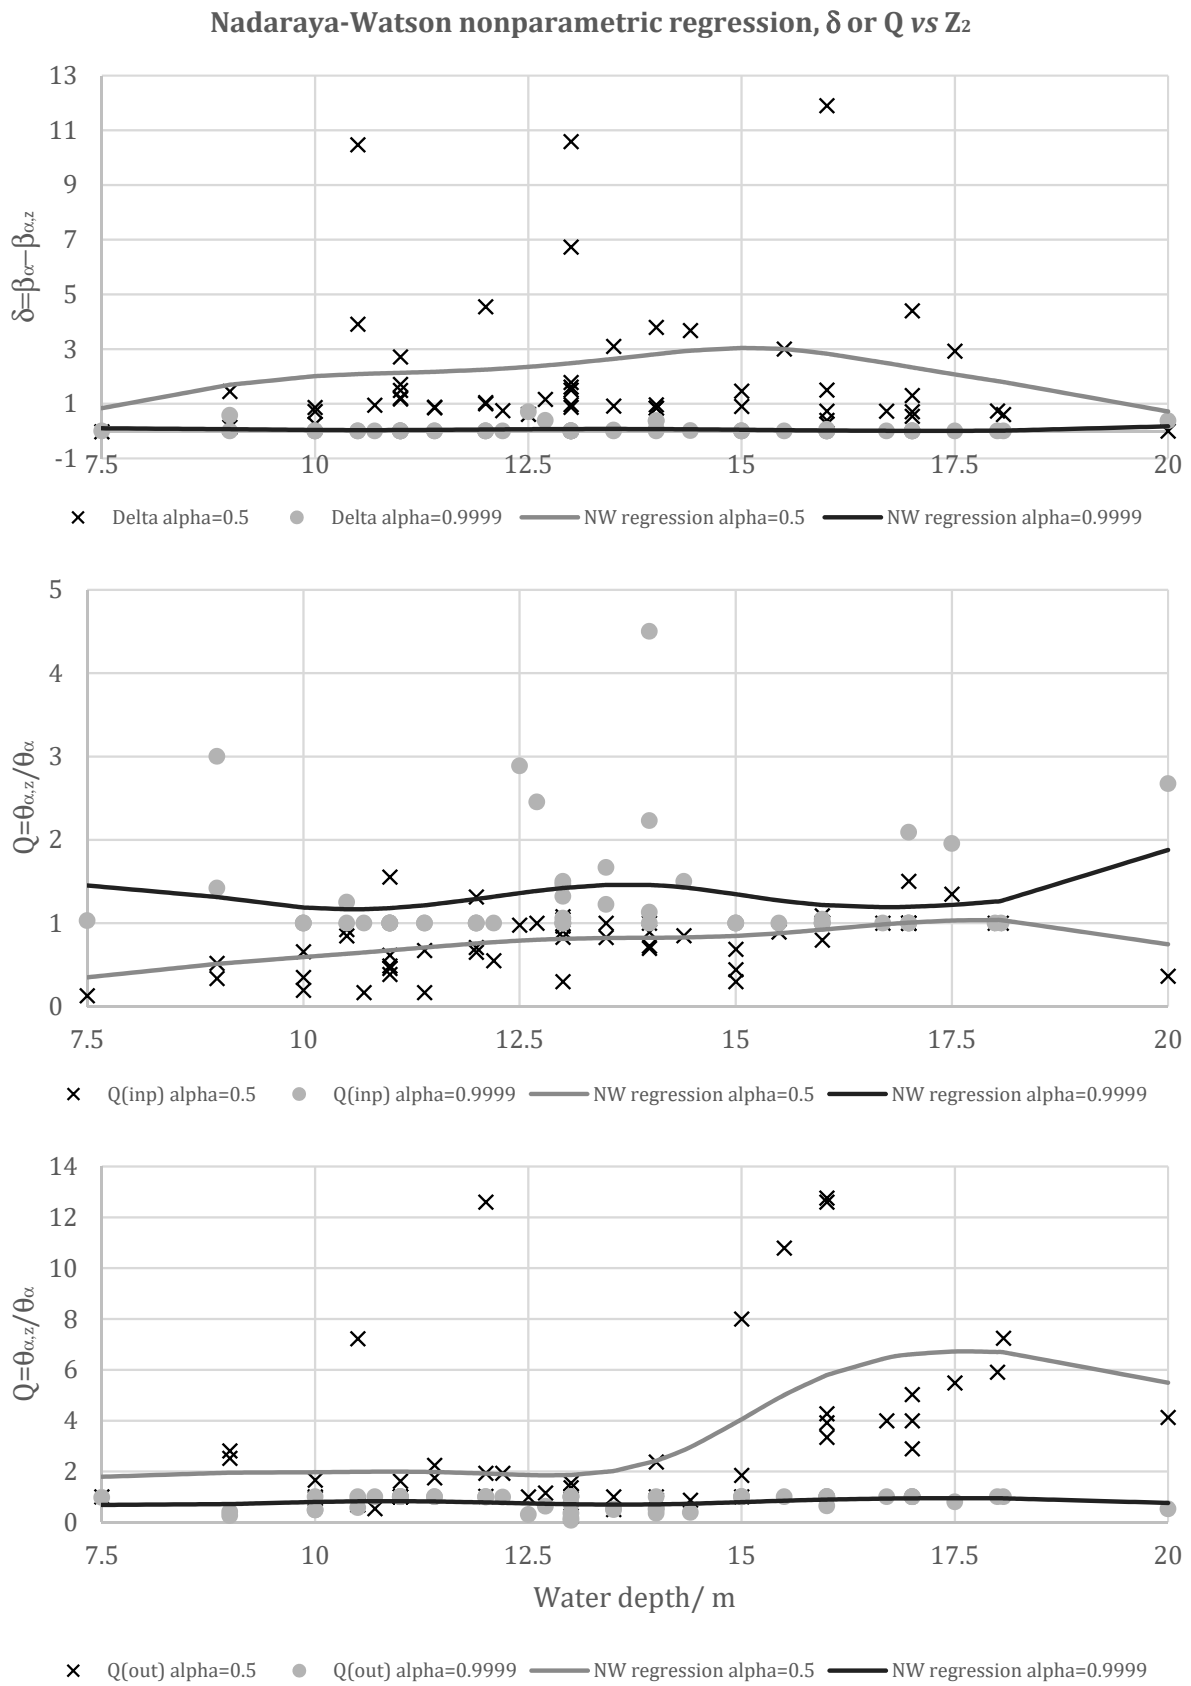 Nadaraya-Watson nonparametric regression, δ or Q vs Z₂
13
11
9
7
5
3
1
-1
δ=βα−βα,z
7.5 10 12.5 15 17.5 20
Delta alpha=0.5 Delta alpha=0.9999 NW regression alpha=0.5 NW regression alpha=0.9999
5
4
3
2
1
0
Q=θα,z/θα
7.5 10 12.5 15 17.5 20
Q(inp) alpha=0.5 Q(inp) alpha=0.9999 NW regression alpha=0.5 NW regression alpha=0.9999
14
12
10
8
6
4
2
0
Q=θα,z/θα
7.5 10 12.5 15 17.5 20
Water depth/ m
Q(out) alpha=0.5 Q(out) alpha=0.9999 NW regression alpha=0.5 NW regression alpha=0.9999